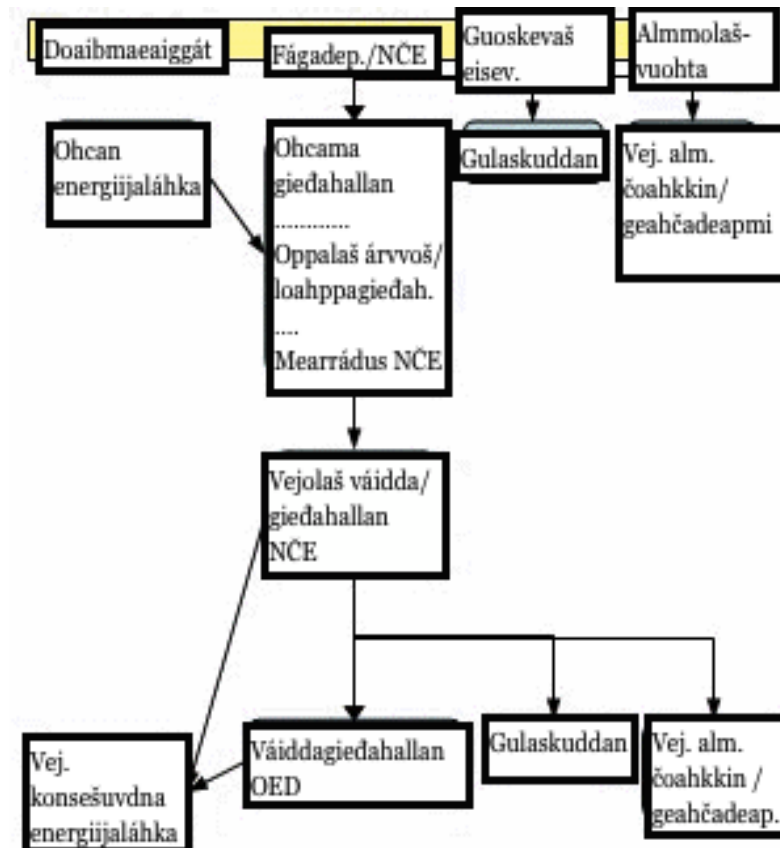 Doaibmaeaiggát
Fágadep./NČE
Guoskevaš
eisev.
Almmolaš-
vuohta
Ohcan
energiijaláhka
Ohcama
gieđahallan
.............
Oppalaš árvvoš/
loahppagieđah.
....
Mearrádus NČE
Gulaskuddan
Vej. alm.
čoahkkin/
geahčadeapmi
Vejolaš váidda/
gieđahallan
NČE
Vej.
konsešuvdna
energiijaláhka
Váiddagieđahallan
OED
Gulaskuddan
Vej. alm.
čoahkkin /
geahčadeap.